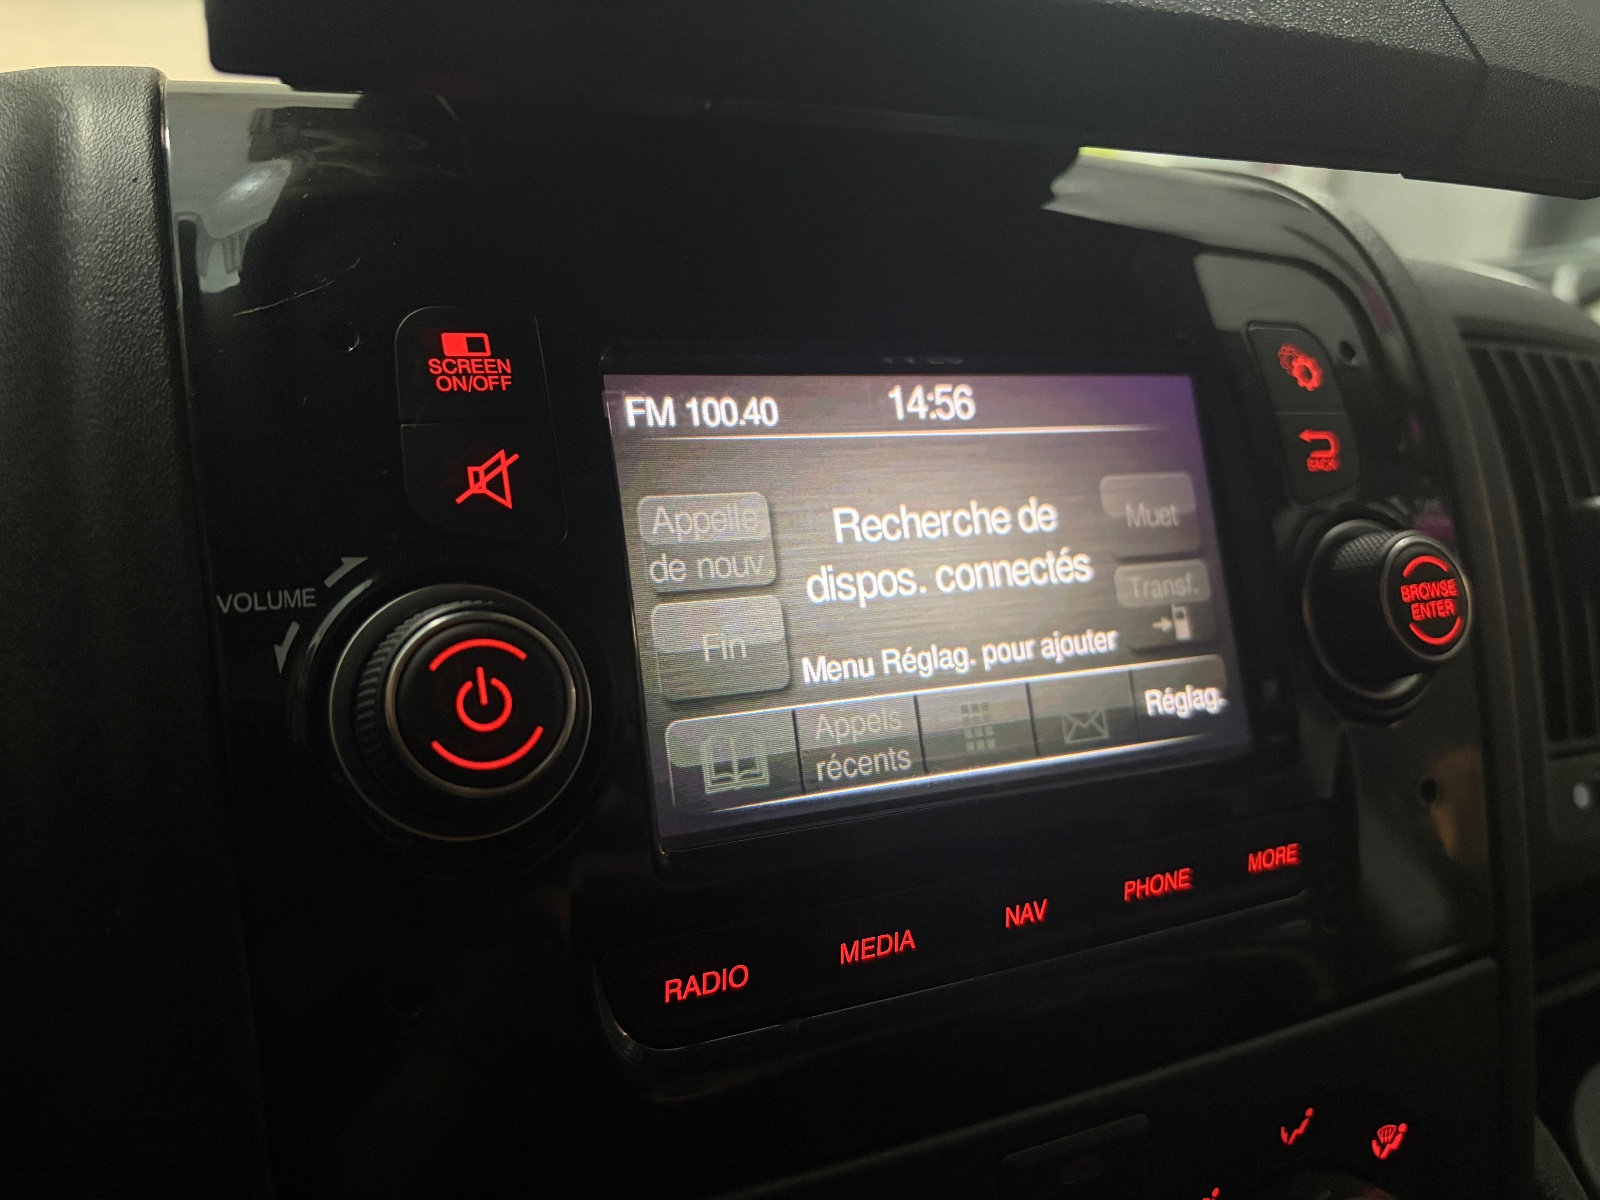 SCREEN
ON/OFF
VOLUME
FM 100.40
14:56
Appelle
de nouv.
Recherche de
dispos. connectés
Muet
Transf.
Fin
Menu Réglag. pour ajouter
Appels
récents
Réglag.
BACK
BROWSE
ENTER
RADIO
MEDIA
NAV
PHONE
MORE